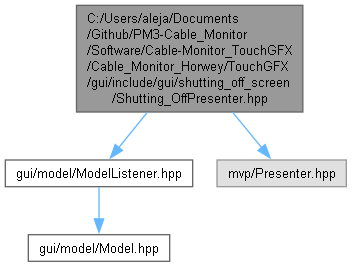 C:/Users/aleja/Documents
/Github/PM3-Cable_Monitor
/Software/Cable-Monitor_TouchGFX
/Cable_Monitor_Horwey/TouchGFX
/gui/include/gui/shutting_off_screen
/Shutting_OffPresenter.hpp
gui/model/ModelListener.hpp
mvp/Presenter.hpp
gui/model/Model.hpp